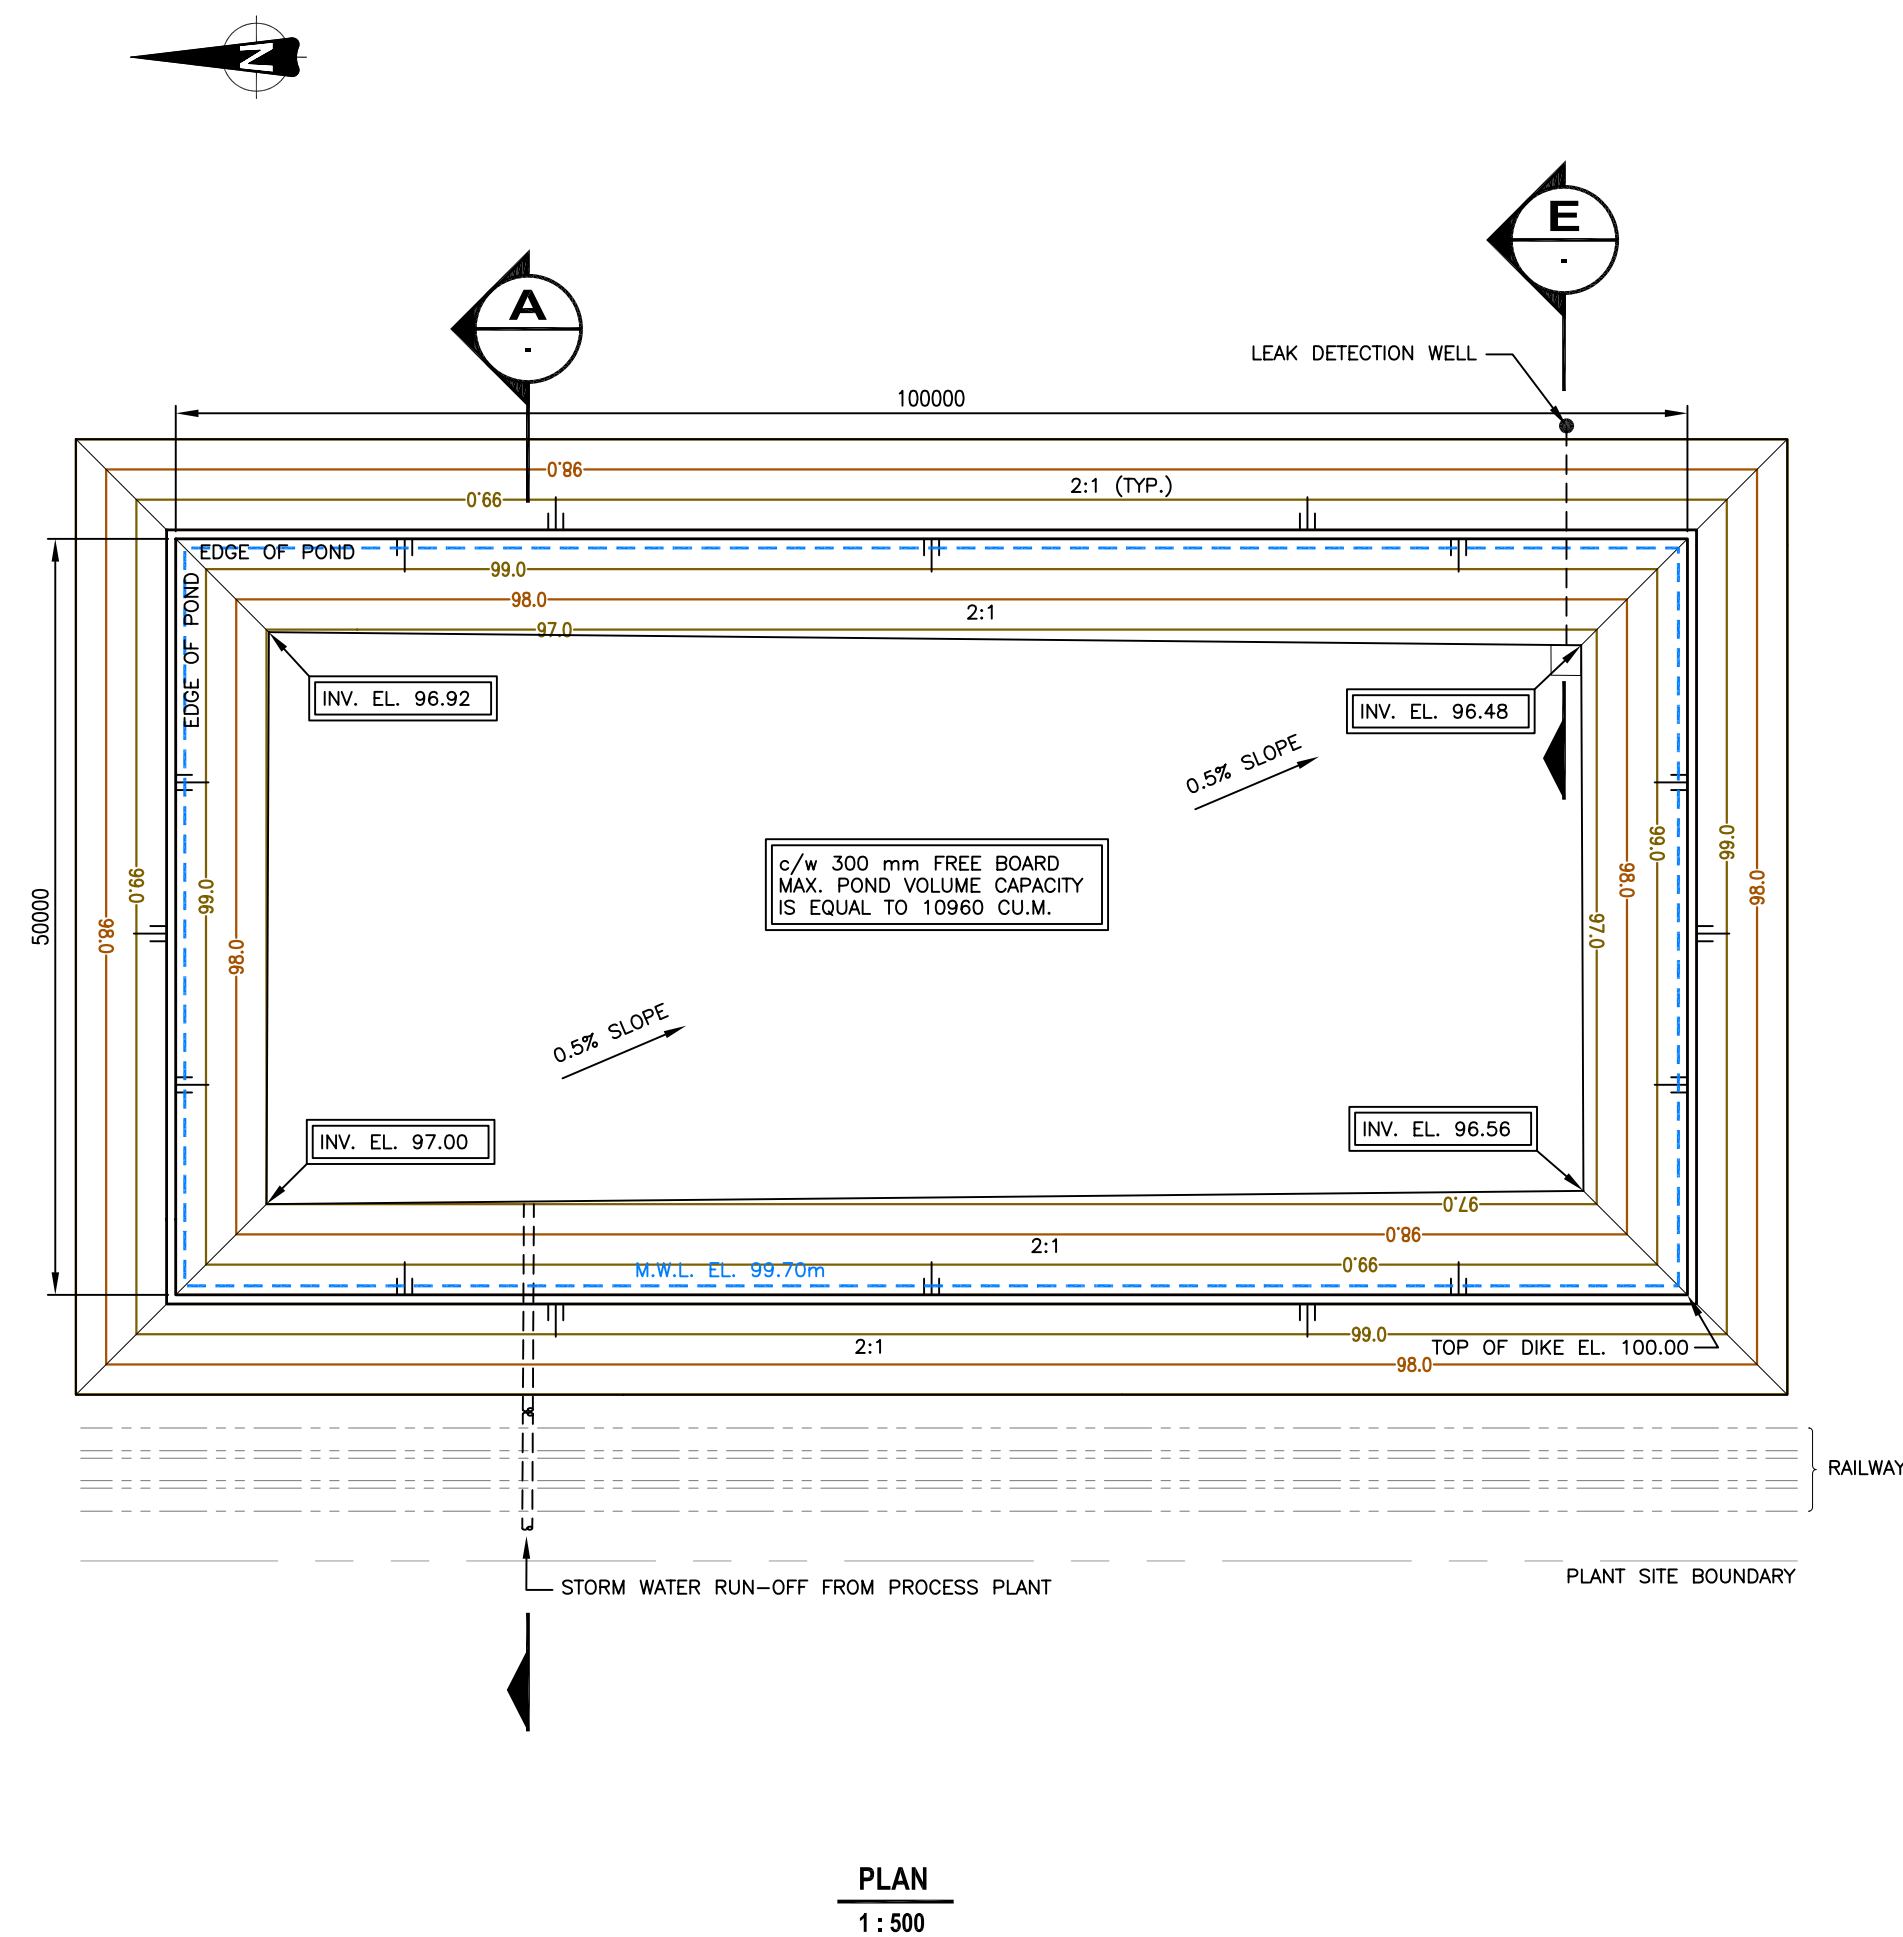 N
E
-
A
-
LEAK DETECTION WELL
100000
98.0
2:1 (TYP.)
99.0
EDGE OF POND
EDGE OF POND
99.0
98.0
2:1
97.0
INV. EL. 96.92
INV. EL. 96.48
0.5% SLOPE
c/w 300 mm FREE BOARD
MAX. POND VOLUME CAPACITY
IS EQUAL TO 10960 CU.M.
50000
98.0
99.0
99.0
98.0
97.0
98.0
99.0
99.0
98.0
0.5% SLOPE
INV. EL. 97.00
INV. EL. 96.56
97.0
98.0
2:1
99.0
M.W.L. EL. 99.70m
99.0
2:1
TOP OF DIKE EL. 100.00
98.0
RAILWAY
PLANT SITE BOUNDARY
STORM WATER RUN-OFF FROM PROCESS PLANT
PLAN
1 : 500